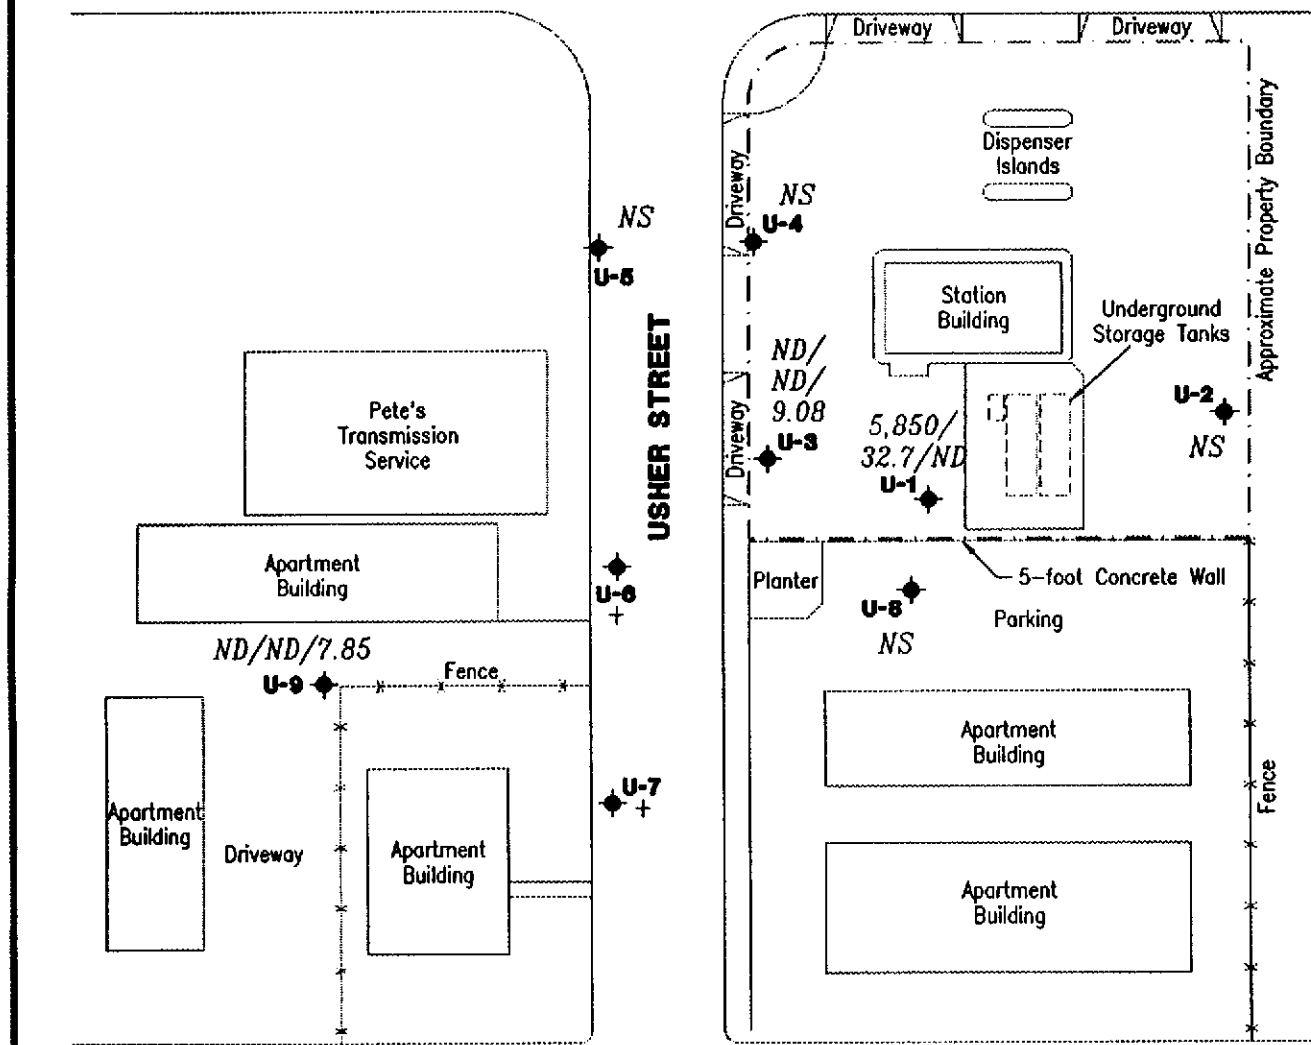 Driveway
Driveway
Approximate Property Boundary
Dispenser
Islands
Driveway
NS
U-4
NS
U-5
Station
Building
Underground
Storage Tanks
USHER STREET
ND/
ND/
9.08
U-3
Driveway
5,850/
32.7/ND
U-1
U-2
NS
Pete's
Transmission
Service
Apartment
Building
U-6
Planter
5-foot Concrete Wall
U-8
NS
Parking
ND/ND/7.85
U-9
Fence
Apartment
Building
Apartment
Building
Driveway
Apartment
Building
U-7
Fence
Apartment
Building